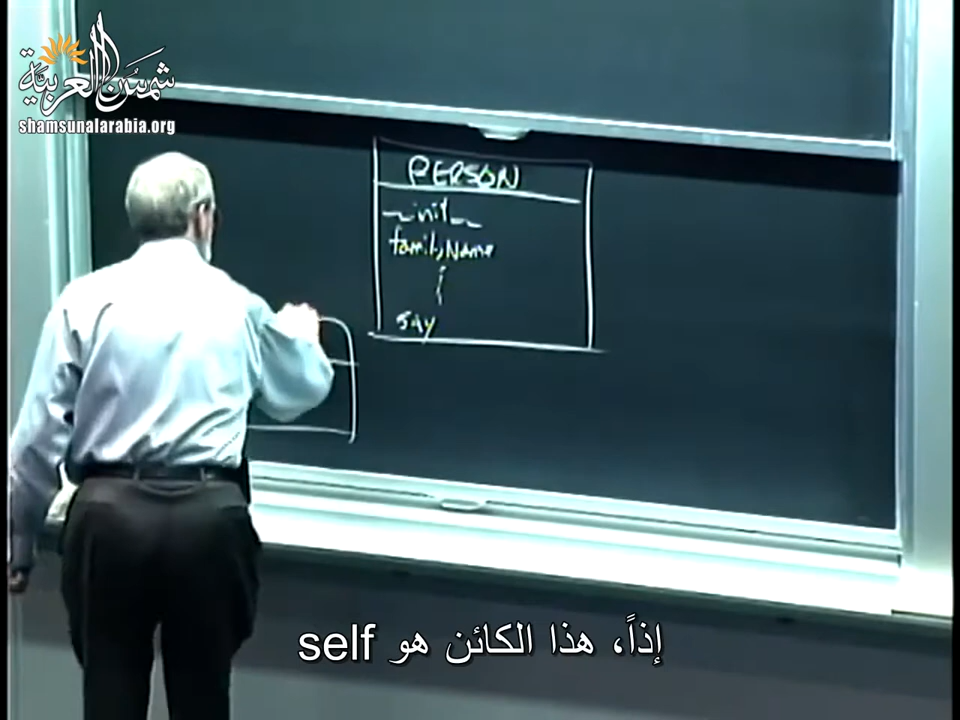 شمس العربية
shamsunalarabia.org
PERSON
__init__
familyName
say
إذاً، هذا الكائن هو self